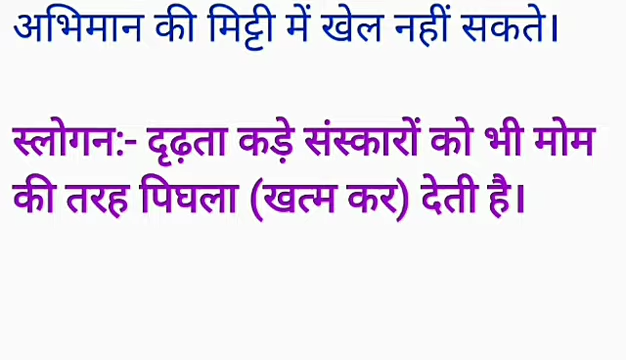 अभिमान की मिट्टी में खेल नहीं सकते।
स्लोगन:- दृढ़ता कड़े संस्कारों को भी मोम
की तरह पिघला (खत्म कर) देती है।